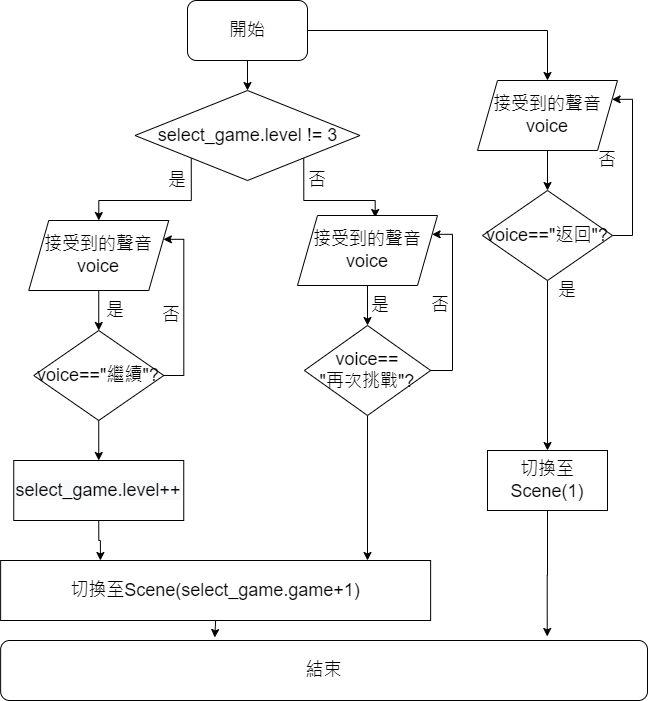 開始
select_game.level != 3
是
否
接受到的聲音
voice
是
否
voice=="繼續"?
select_game.level++
接受到的聲音
voice
是
否
voice==
"再次挑戰"?
切換至Scene(select_game.game+1)
接受到的聲音
voice
否
voice=="返回"?
是
切換至
Scene(1)
結束